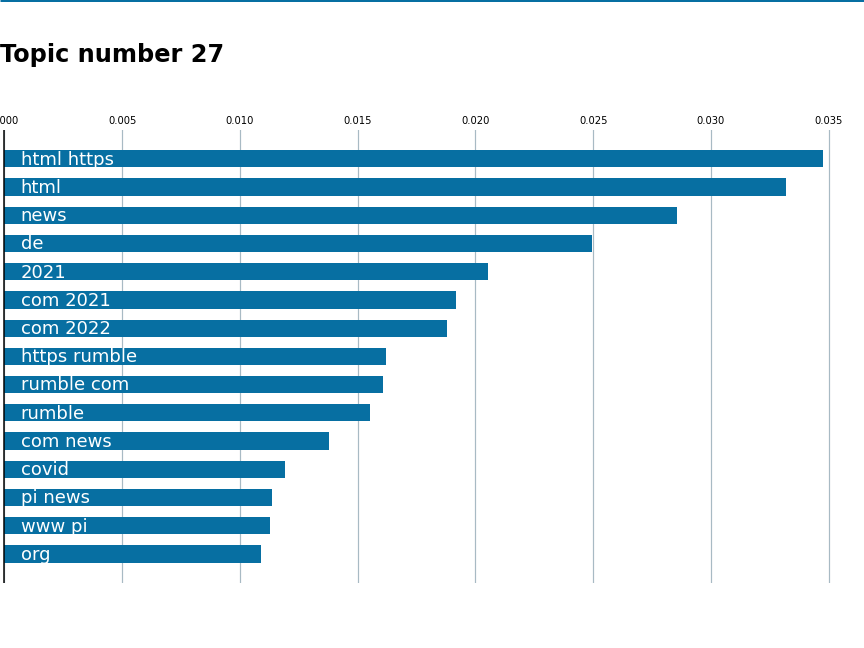 Topic number 27
000 0.005 0.010 0.015 0.020 0.025 0.030 0.035
html https
html
news
de
2021
com 2021
com 2022
https rumble
rumble com
rumble
com news
covid
pi news
www pi
org